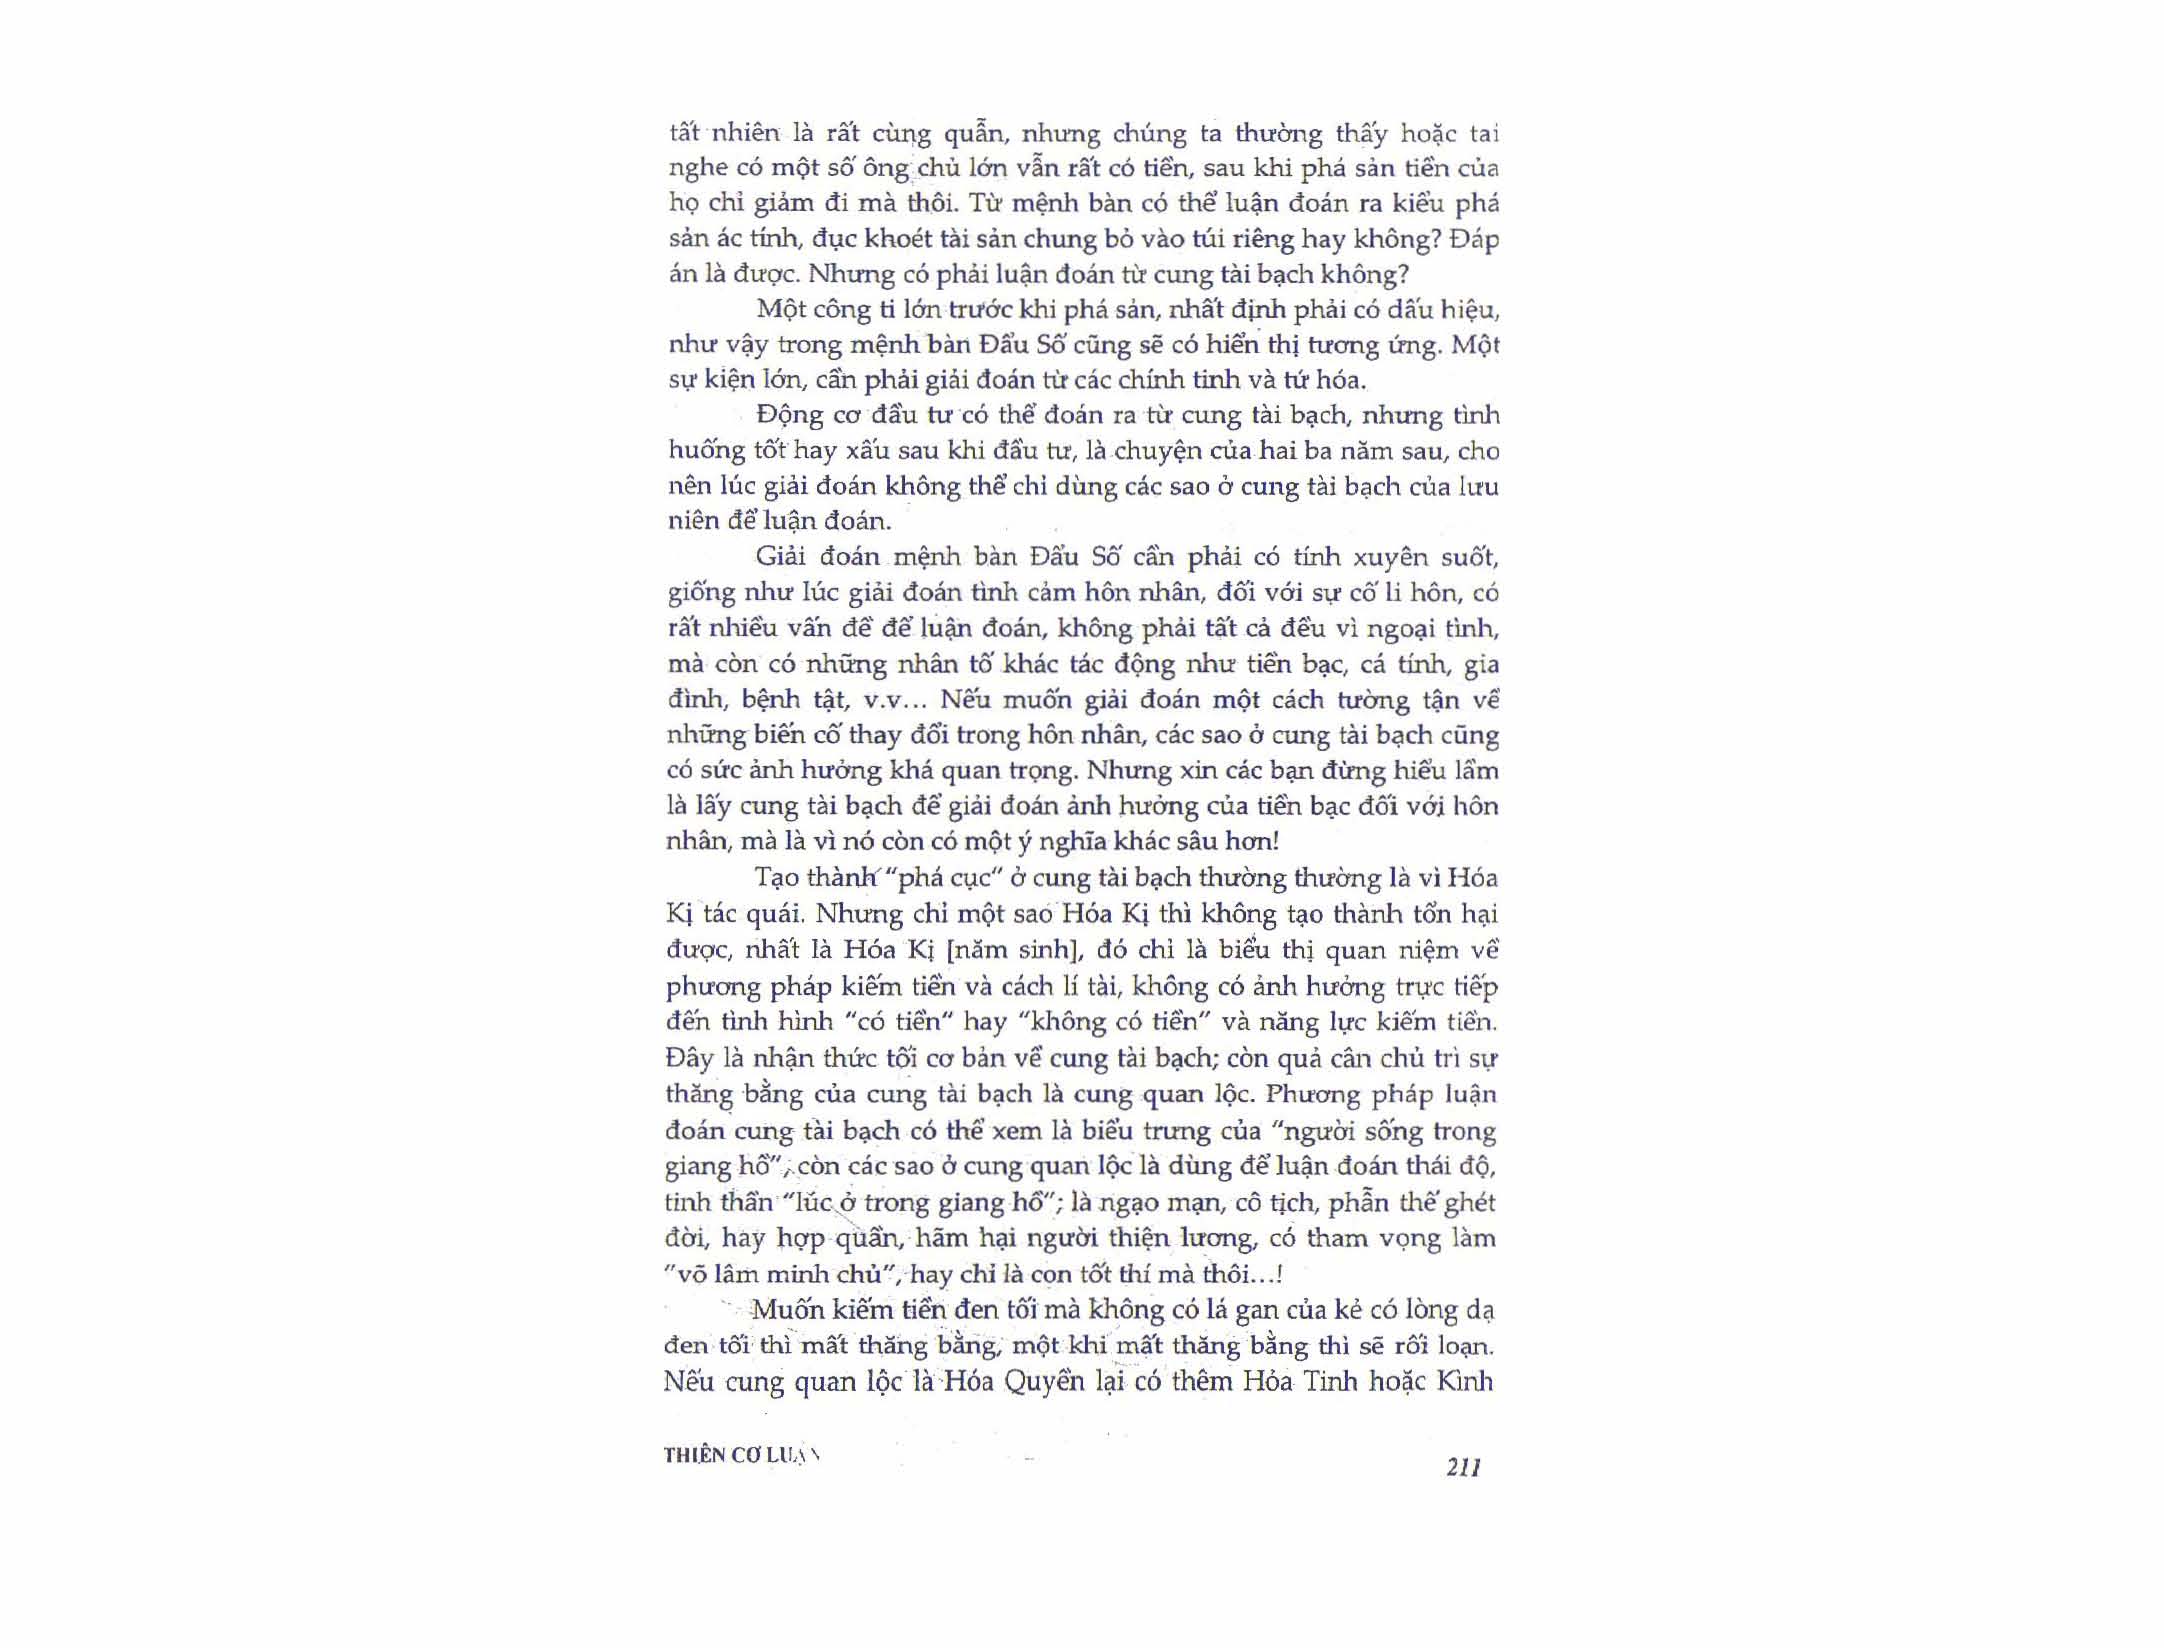 tất nhiên là rất cùng quẫn, nhưng chúng ta thường thấy hoặc tai
nghe có một số ông chủ lớn vẫn rất có tiền, sau khi phá sản tiền của
họ chỉ giảm đi mà thôi. Từ mệnh bàn có thể luận đoán ra kiểu phá
sản ác tính, đục khoét tài sản chung bỏ vào túi riêng hay không? Đáp
án là được. Nhưng có phải luận đoán từ cung tài bạch không?
Một công ti lớn trước khi phá sản, nhất định phải có dấu hiệu,
như vậy trong mệnh bàn Đẩu Số cũng sẽ có hiển thị tương ứng. Một
sự kiện lớn, cần phải giải đoán từ các chính tinh và tứ hóa.
Động cơ đầu tư có thể đoán ra từ cung tài bạch, nhưng tình
huống tốt hay xấu sau khi đầu tư, là chuyện của hai ba năm sau, cho
nên lúc giải đoán không thể chỉ dùng các sao ở cung tài bạch của lưu
niên để luận đoán.
Giải đoán mệnh bàn Đẩu Số cần phải có tính xuyên suốt,
giống như lúc giải đoán tình cảm hôn nhân, đối với sự cố li hôn, có
rất nhiều vấn đề để luận đoán, không phải tất cả đều vì ngoại tình,
mà còn có những nhân tố khác tác động như tiền bạc, cá tính, gia
đình, bệnh tật, v.v... Nếu muốn giải đoán một cách tường tận về
những biến cố thay đổi trong hôn nhân, các sao ở cung tài bạch cũng
có sức ảnh hưởng khá quan trọng. Nhưng xin các bạn đừng hiểu lầm
là lấy cung tài bạch để giải đoán ảnh hưởng của tiền bạc đối với hôn
nhân, mà là vì nó còn có một ý nghĩa khác sâu hơn!
Tạo thành "phá cục" ở cung tài bạch thường thường là vì Hóa
Kị tác quái. Nhưng chỉ một sao Hóa Kị thì không tạo thành tổn hại
được, nhất là Hóa Kị [năm sinh], đó chỉ là biểu thị quan niệm về
phương pháp kiếm tiền và cách lí tài, không có ảnh hưởng trực tiếp
đến tình hình "có tiền" hay "không có tiền" và năng lực kiếm tiền.
Đây là nhận thức tối cơ bản về cung tài bạch; còn quả cân chủ trì sự
thăng bằng của cung tài bạch là cung quan lộc. Phương pháp luận
đoán cung tài bạch có thể xem là biểu trưng của "người sống trong
giang hồ", còn các sao ở cung quan lộc là dùng để luận đoán thái độ,
tinh thần "lúc ở trong giang hồ"; là ngạo mạn, cô tịch, phẫn thế ghét
đời, hay hợp quần, hãm hại người thiện lương, có tham vọng làm
"võ lâm minh chủ", hay chỉ là con tốt thí mà thôi...!
Muốn kiếm tiền đen tối mà không có lá gan của kẻ có lòng dạ
đen tối thì mất thăng bằng, một khi mất thăng bằng thì sẽ rối loạn.
Nếu cung quan lộc là Hóa Quyền lại có thêm Hỏa Tinh hoặc Kình
THIÊN CƠ LUẬN
211